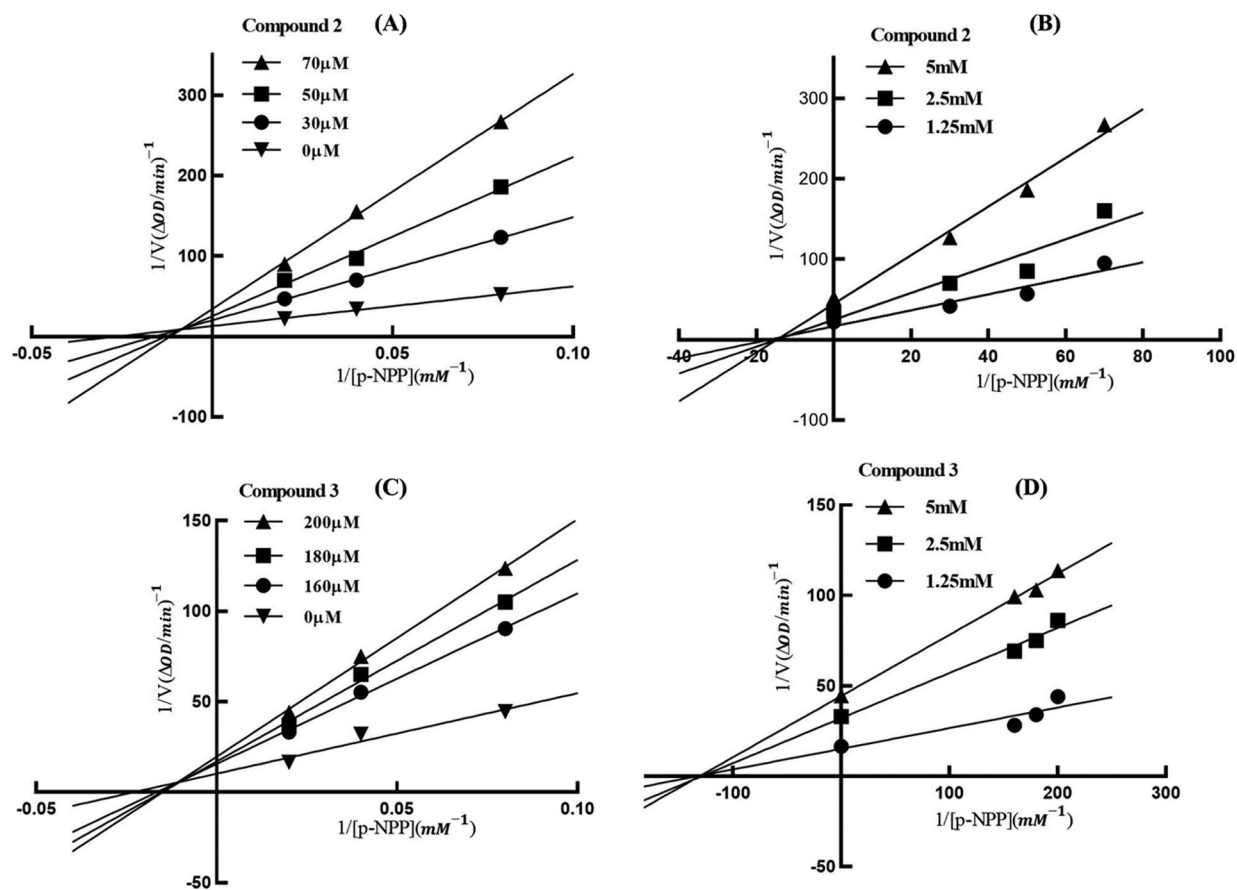 Compound 2 (A)
70μM
50μM
30μM
0μM
300
200
100
-100
-0.05
0.05
0.10
1/V(ΔOD/min)⁻¹
1/[p-NPP](mM⁻¹)
Compound 2 (B)
5mM
2.5mM
1.25mM
300
200
100
-100
-40
-20
20
40
60
80
100
1/V(ΔOD/min)⁻¹
1/[p-NPP](mM⁻¹)
Compound 3 (C)
200μM
180μM
160μM
0μM
150
100
50
-50
-0.05
0.05
0.10
1/V(ΔOD/min)⁻¹
1/[p-NPP](mM⁻¹)
Compound 3 (D)
5mM
2.5mM
1.25mM
150
100
50
-50
-100
100
200
300
1/V(ΔOD/min)⁻¹
1/[p-NPP](mM⁻¹)